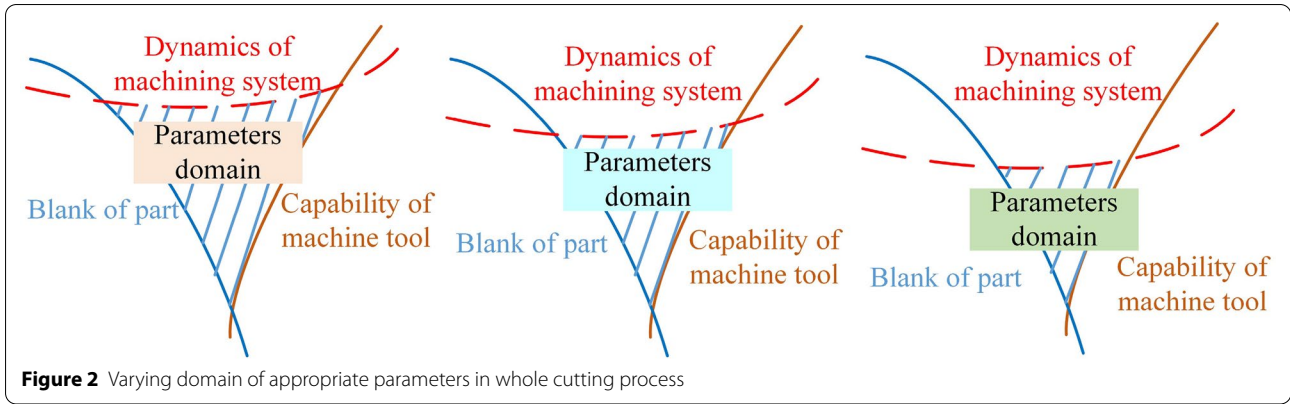 Dynamics of
machining system
Parameters
domain
Blank of part
Capability of
machine tool
Dynamics of
machining system
Parameters
domain
Blank of part
Capability of
machine tool
Dynamics of
machining system
Parameters
domain
Blank of part
Capability of
machine tool
Figure 2 Varying domain of appropriate parameters in whole cutting process